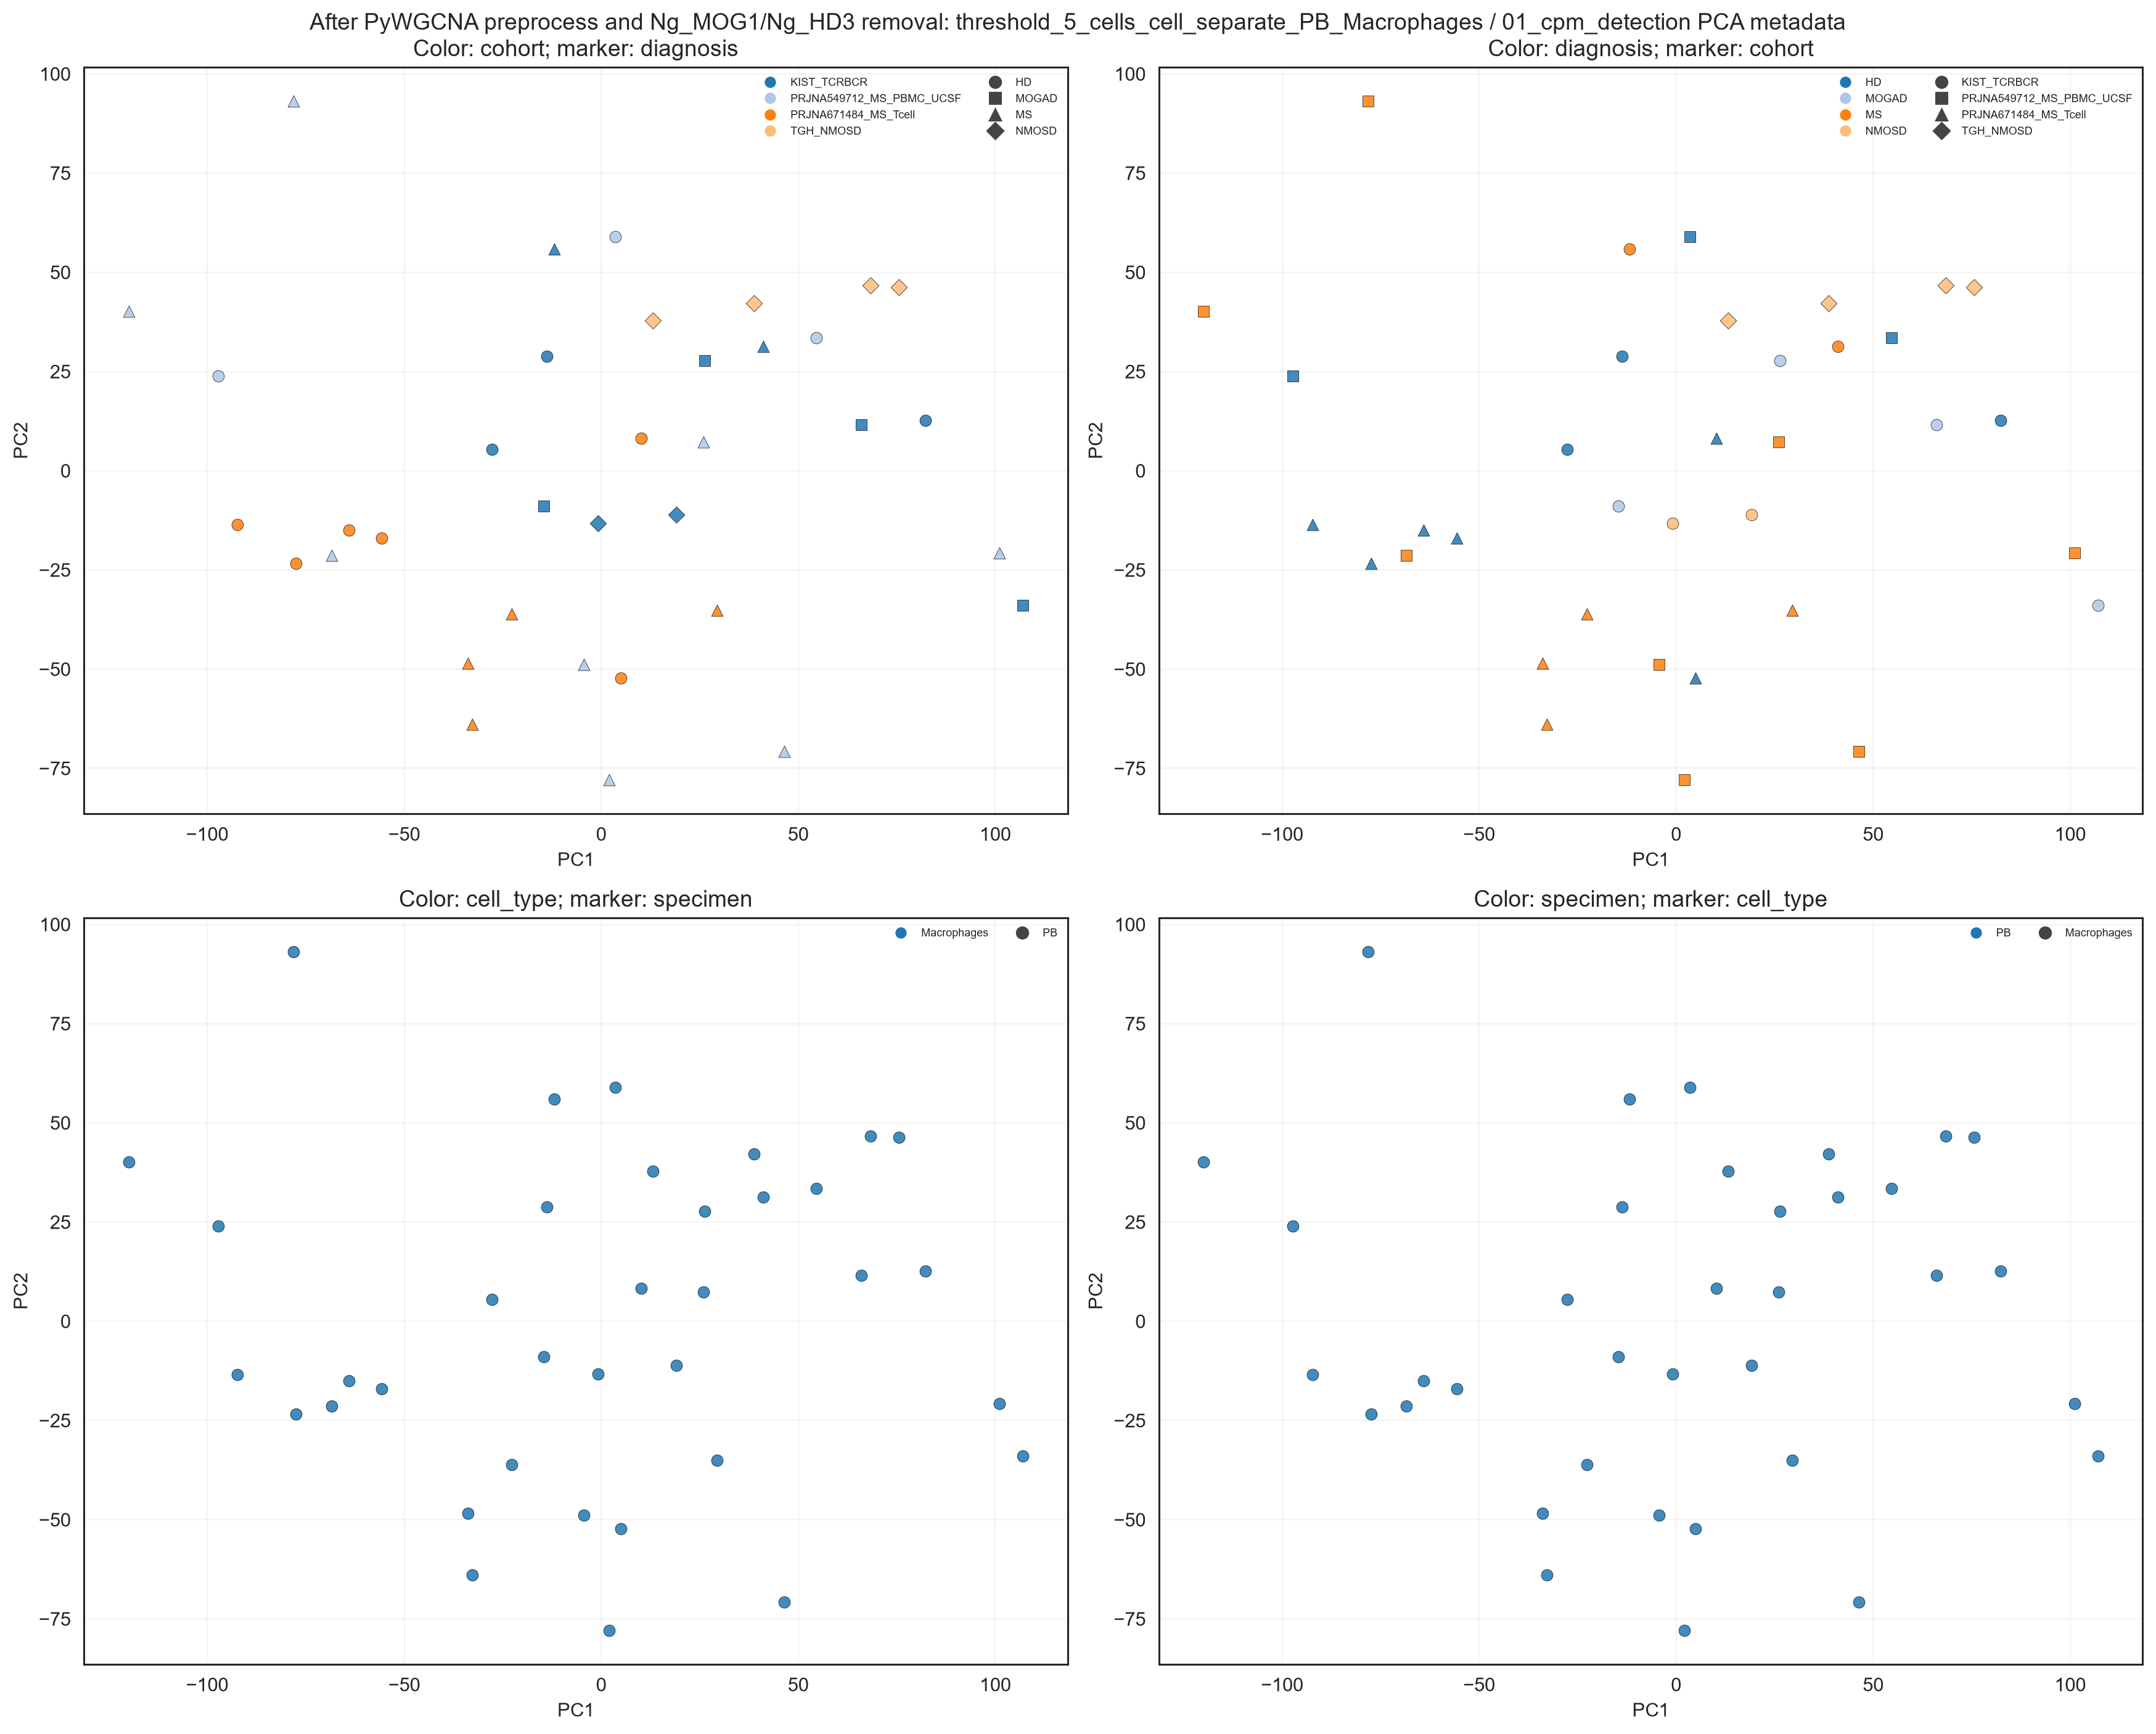 After PyWGCNA preprocess and Ng_MOG1/Ng_HD3 removal: threshold_5_cells_cell_separate_PB_Macrophages / 01_cpm_detection PCA metadata
Color: cohort; marker: diagnosis
KIST_TCRBCR
PRJNA549712_MS_PBMC_UCSF
PRJNA671484_MS_Tcell
TGH_NMOSD
HD
MOGAD
MS
NMOSD
100
75
50
25
0
−25
−50
−75
PC2
−100
−50
0
50
100
PC1
Color: diagnosis; marker: cohort
HD
MOGAD
MS
NMOSD
KIST_TCRBCR
PRJNA549712_MS_PBMC_UCSF
PRJNA671484_MS_Tcell
TGH_NMOSD
100
75
50
25
0
−25
−50
−75
PC2
−100
−50
0
50
100
PC1
Color: cell_type; marker: specimen
Macrophages
PB
100
75
50
25
0
−25
−50
−75
PC2
−100
−50
0
50
100
PC1
Color: specimen; marker: cell_type
PB
Macrophages
100
75
50
25
0
−25
−50
−75
PC2
−100
−50
0
50
100
PC1